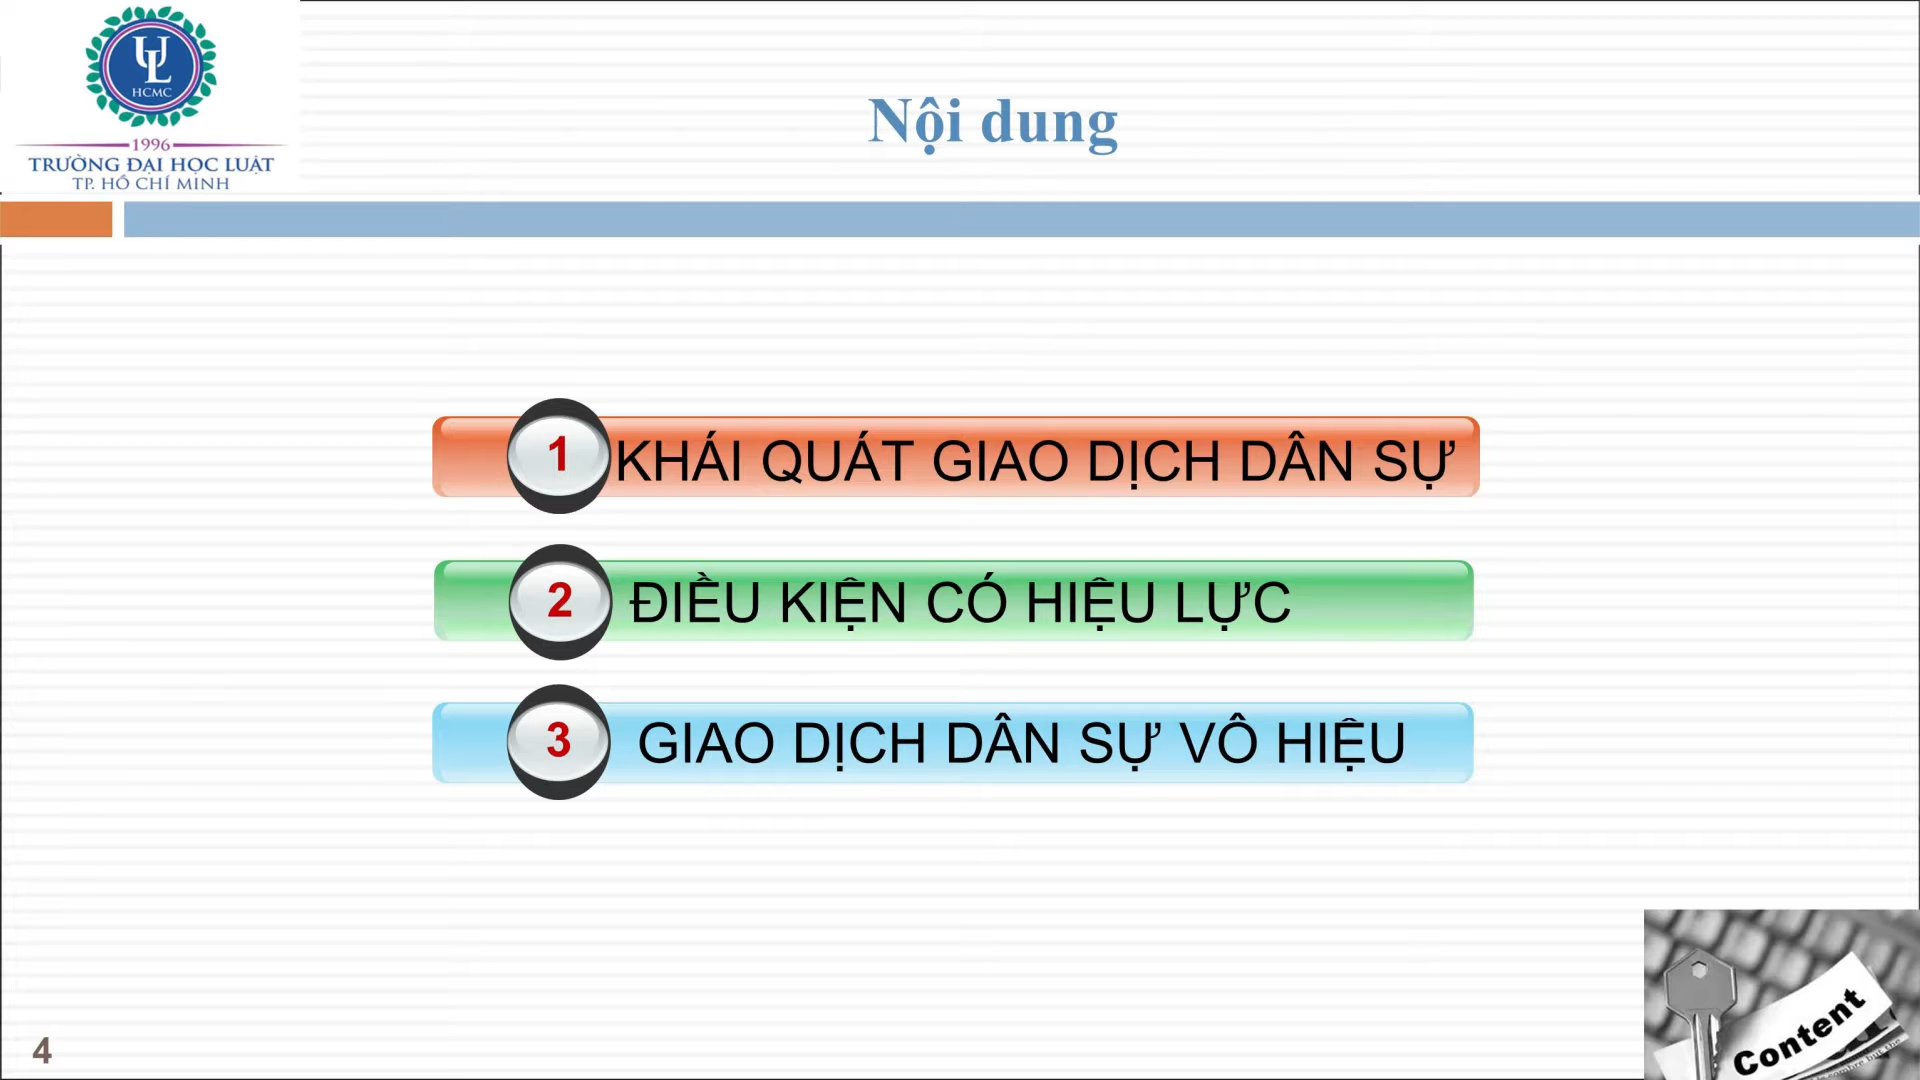 UL
HCMC
1996
TRƯỜNG ĐẠI HỌC LUẬT
TP. HỒ CHÍ MINH
Nội dung
1 KHÁI QUÁT GIAO DỊCH DÂN SỰ
2 ĐIỀU KIỆN CÓ HIỆU LỰC
3 GIAO DỊCH DÂN SỰ VÔ HIỆU
4
Content